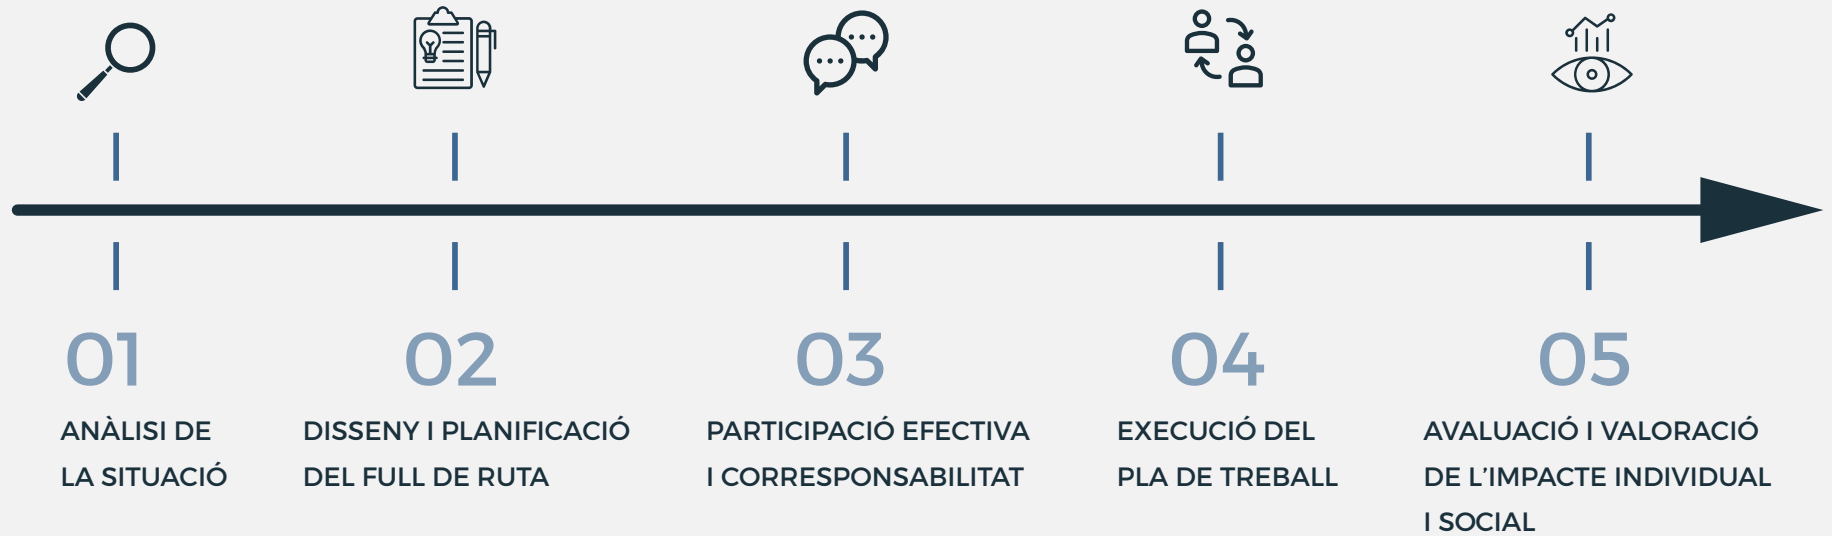 01
ANÀLISI DE
LA SITUACIÓ
02
DISSENY I PLANIFICACIÓ
DEL FULL DE RUTA
03
PARTICIPACIÓ EFECTIVA
I CORRESPONSABILITAT
04
EXECUCIÓ DEL
PLA DE TREBALL
05
AVALUACIÓ I VALORACIÓ
DE L'IMPACTE INDIVIDUAL
I SOCIAL